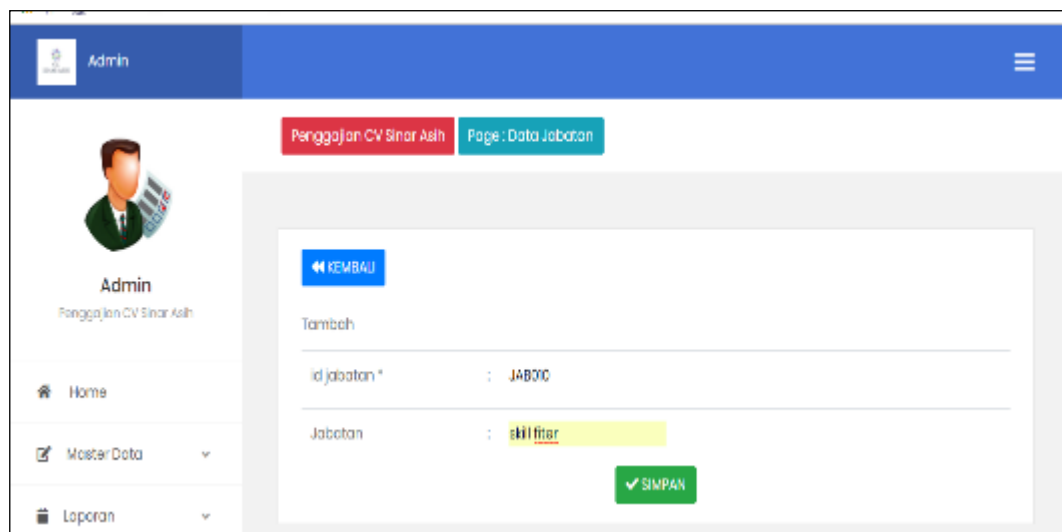 Admin
Penggajian CV Sinar Asih Page : Data Jabatan
Admin
Penggajian CV Sinar Asih
Home
Master Data
Laporan
KEMBALI
Tambah
id jabatan * : JAB010
Jabatan : skill fiter
SIMPAN